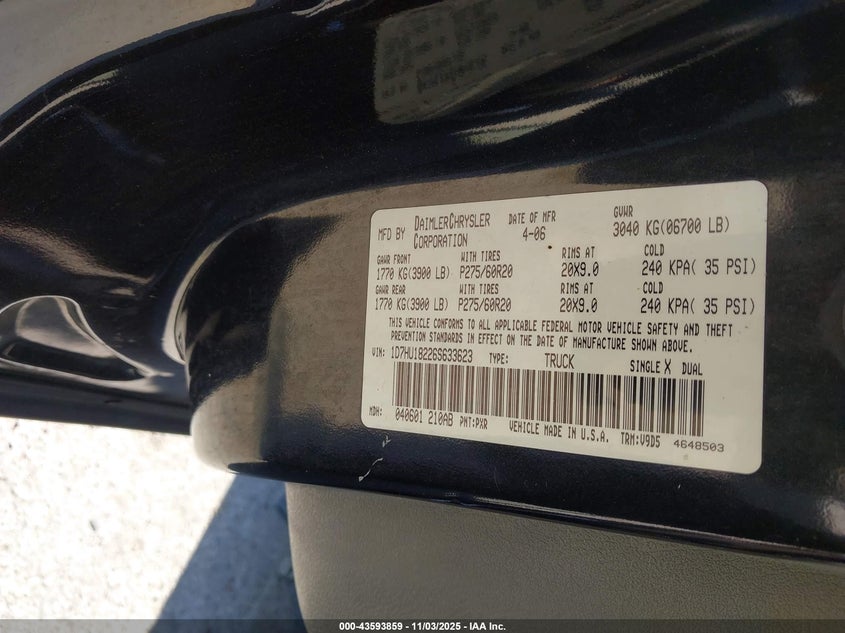 MFD BY DAIMLERCHRYSLER CORPORATION DATE OF MFR 4-06 GVWR 3040 KG(06700 LB)
GAWR FRONT WITH TIRES RIMS AT COLD
1770 KG(3900 LB) P275/60R20 20X9.0 240 KPA( 35 PSI)
GAWR REAR WITH TIRES RIMS AT COLD
1770 KG(3900 LB) P275/60R20 20X9.0 240 KPA( 35 PSI)
THIS VEHICLE CONFORMS TO ALL APPLICABLE FEDERAL MOTOR VEHICLE SAFETY AND THEFT
PREVENTION STANDARDS IN EFFECT ON THE DATE OF MANUFACTURE SHOWN ABOVE.
VIN: 1D7HU18226S633623 TYPE: TRUCK SINGLE X DUAL
MDH: 040601 210AB PNT:PXR VEHICLE MADE IN U.S.A. TRM:V9D5 4648503
000-43593859 - 11/03/2025 - IAA Inc.